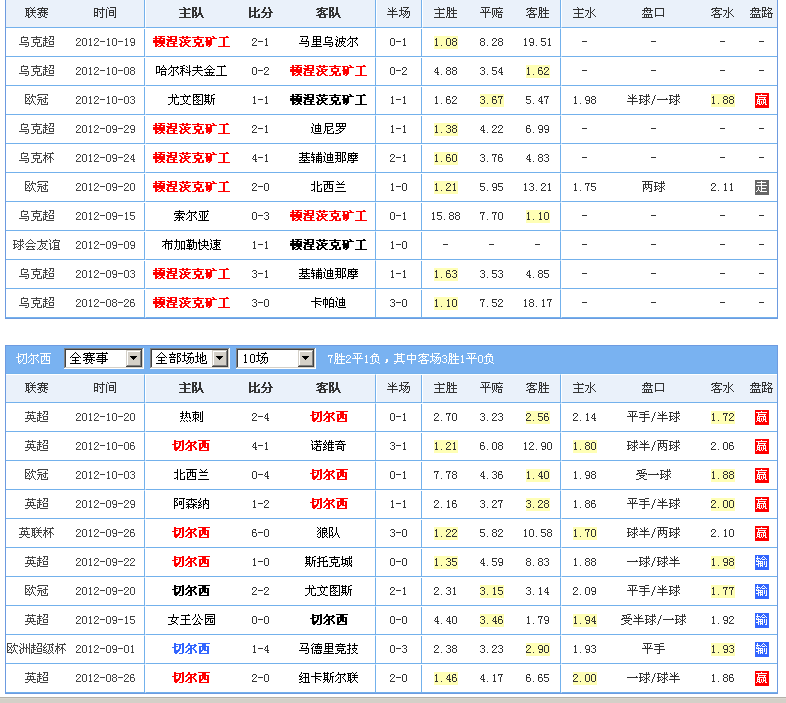 联赛 时间 主队 比分 客队 半场 主胜 平赔 客胜 主水 盘口 客水 盘路
乌克超 2012-10-19 顿涅茨克矿工 2-1 马里乌波尔 0-1 1.08 8.28 19.51 - - - -
乌克超 2012-10-08 哈尔科夫金工 0-2 顿涅茨克矿工 0-2 4.88 3.54 1.62 - - - -
欧冠 2012-10-03 尤文图斯 1-1 顿涅茨克矿工 1-1 1.62 3.67 5.47 1.98 半球/一球 1.88 赢
乌克超 2012-09-29 顿涅茨克矿工 2-1 迪尼罗 1-1 1.38 4.22 6.99 - - - -
乌克杯 2012-09-24 顿涅茨克矿工 4-1 基辅迪那摩 2-1 1.60 3.76 4.83 - - - -
欧冠 2012-09-20 顿涅茨克矿工 2-0 北西兰 1-0 1.21 5.95 13.21 1.75 两球 2.11 走
乌克超 2012-09-15 索尔亚 0-3 顿涅茨克矿工 0-1 15.88 7.70 1.10 - - - -
球会友谊 2012-09-09 布加勒快速 1-1 顿涅茨克矿工 1-0 - - - - - - -
乌克超 2012-09-03 顿涅茨克矿工 3-1 基辅迪那摩 1-1 1.63 3.53 4.85 - - - -
乌克超 2012-08-26 顿涅茨克矿工 3-0 卡帕迪 3-0 1.10 7.52 18.17 - - - -
切尔西 全赛事 全部场地 10场 7胜2平1负，其中客场3胜1平0负
联赛 时间 主队 比分 客队 半场 主胜 平赔 客胜 主水 盘口 客水 盘路
英超 2012-10-20 热刺 2-4 切尔西 0-1 2.70 3.23 2.56 2.14 平手/半球 1.72 赢
英超 2012-10-06 切尔西 4-1 诺维奇 3-1 1.21 6.08 12.90 1.80 球半/两球 2.06 赢
欧冠 2012-10-03 北西兰 0-4 切尔西 0-1 7.78 4.36 1.40 1.98 受一球 1.88 赢
英超 2012-09-29 阿森纳 1-2 切尔西 1-1 2.16 3.27 3.28 1.86 平手/半球 2.00 赢
英联杯 2012-09-26 切尔西 6-0 狼队 3-0 1.22 5.82 10.58 1.70 球半/两球 2.10 赢
英超 2012-09-22 切尔西 1-0 斯托克城 0-0 1.35 4.59 8.83 1.88 一球/球半 1.98 输
欧冠 2012-09-20 切尔西 2-2 尤文图斯 2-1 2.31 3.15 3.14 2.09 平手/半球 1.77 输
英超 2012-09-15 女王公园 0-0 切尔西 0-0 4.40 3.46 1.79 1.94 受半球/一球 1.92 输
欧洲超级杯 2012-09-01 切尔西 1-4 马德里竞技 0-3 2.38 3.23 2.90 1.93 平手 1.93 输
英超 2012-08-26 切尔西 2-0 纽卡斯尔联 2-0 1.46 4.17 6.65 2.00 一球/球半 1.86 赢